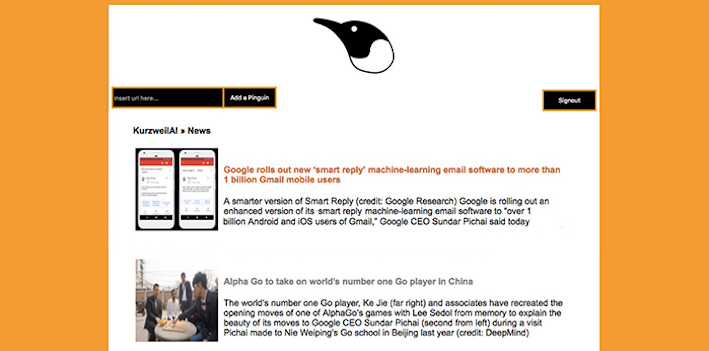 insert url here...
Add a Pinguin
Signout
KurzweilAI » News
Google rolls out new 'smart reply' machine-learning email software to more than
1 billion Gmail mobile users
A smarter version of Smart Reply (credit: Google Research) Google is rolling out an
enhanced version of its smart reply machine-learning email software to "over 1
billion Android and iOS users of Gmail," Google CEO Sundar Pichai said today
Alpha Go to take on world's number one Go player in China
The world's number one Go player, Ke Jie (far right) and associates have recreated the
opening moves of one of AlphaGo's games with Lee Sedol from memory to explain the
beauty of its moves to Google CEO Sundar Pichai (second from left) during a visit
Pichai made to Nie Weiping's Go school in Beijing last year (credit: DeepMind)